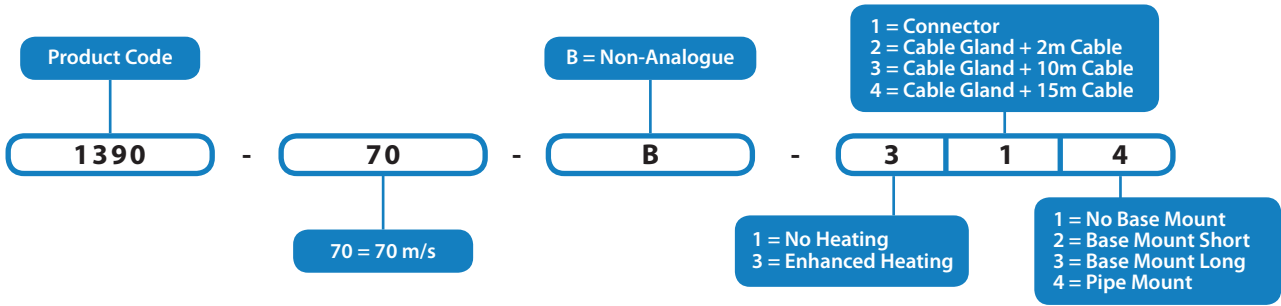 Product Code
B = Non-Analogue
1 = Connector
2 = Cable Gland + 2m Cable
3 = Cable Gland + 10m Cable
4 = Cable Gland + 15m Cable
1390 - 70 - B - 3 1 4
70 = 70 m/s
1 = No Heating
3 = Enhanced Heating
1 = No Base Mount
2 = Base Mount Short
3 = Base Mount Long
4 = Pipe Mount